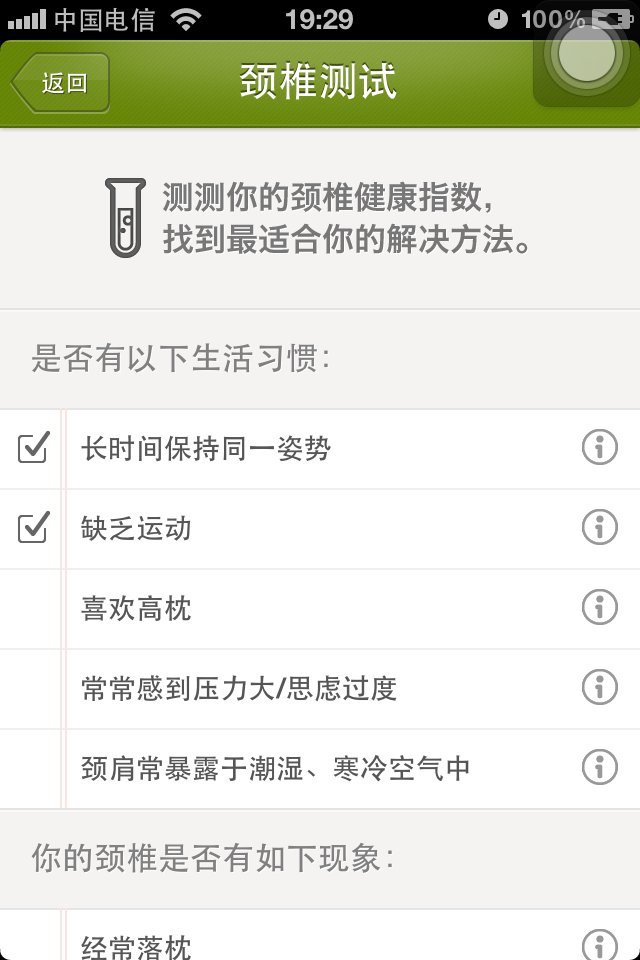 中国电信 19:29 100%
返回 颈椎测试
测测你的颈椎健康指数，
找到最适合你的解决方法。
是否有以下生活习惯：
长时间保持同一姿势
缺乏运动
喜欢高枕
常常感到压力大/思虑过度
颈肩常暴露于潮湿、寒冷空气中
你的颈椎是否有如下现象：
经常落枕